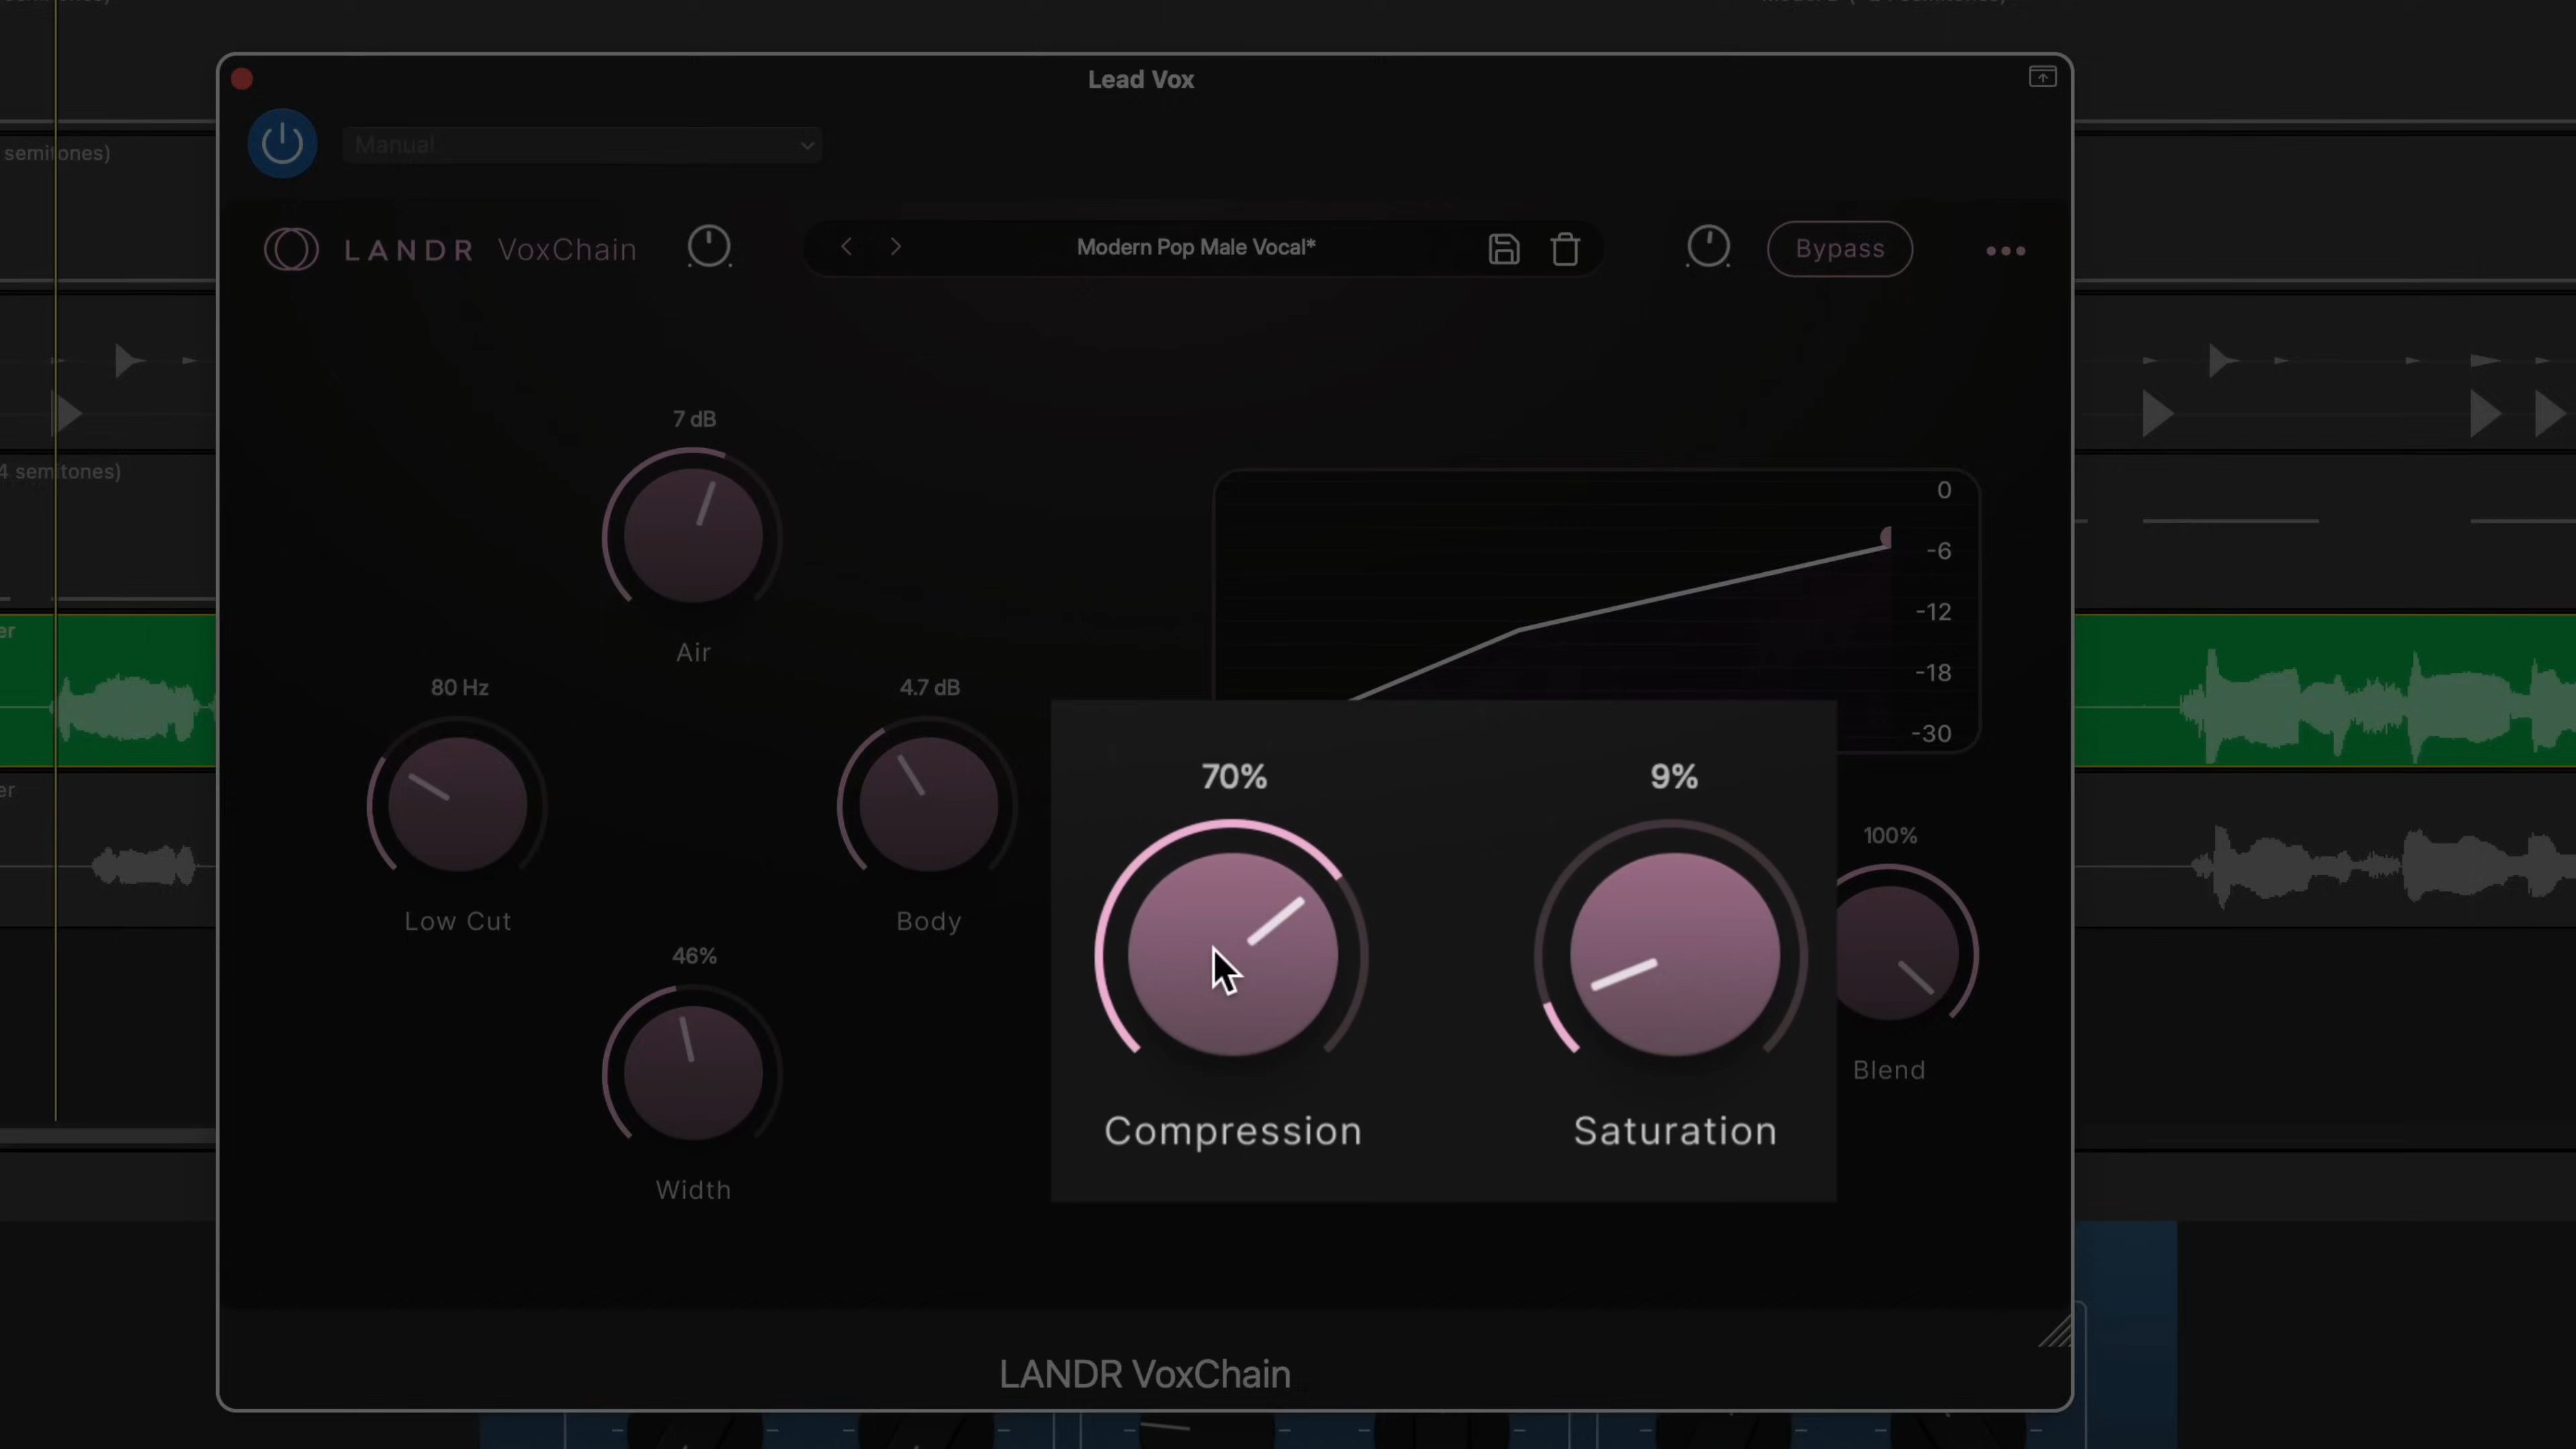 Lead Vox
Manual
semitones)
LANDR VoxChain
Modern Pop Male Vocal*
Bypass
7 dB
Air
4 semitones)
0
-6
-12
-18
-30
er
80 Hz
Low Cut
4.7 dB
Body
70%
Compression
9%
Saturation
100%
Blend
er
46%
Width
LANDR VoxChain